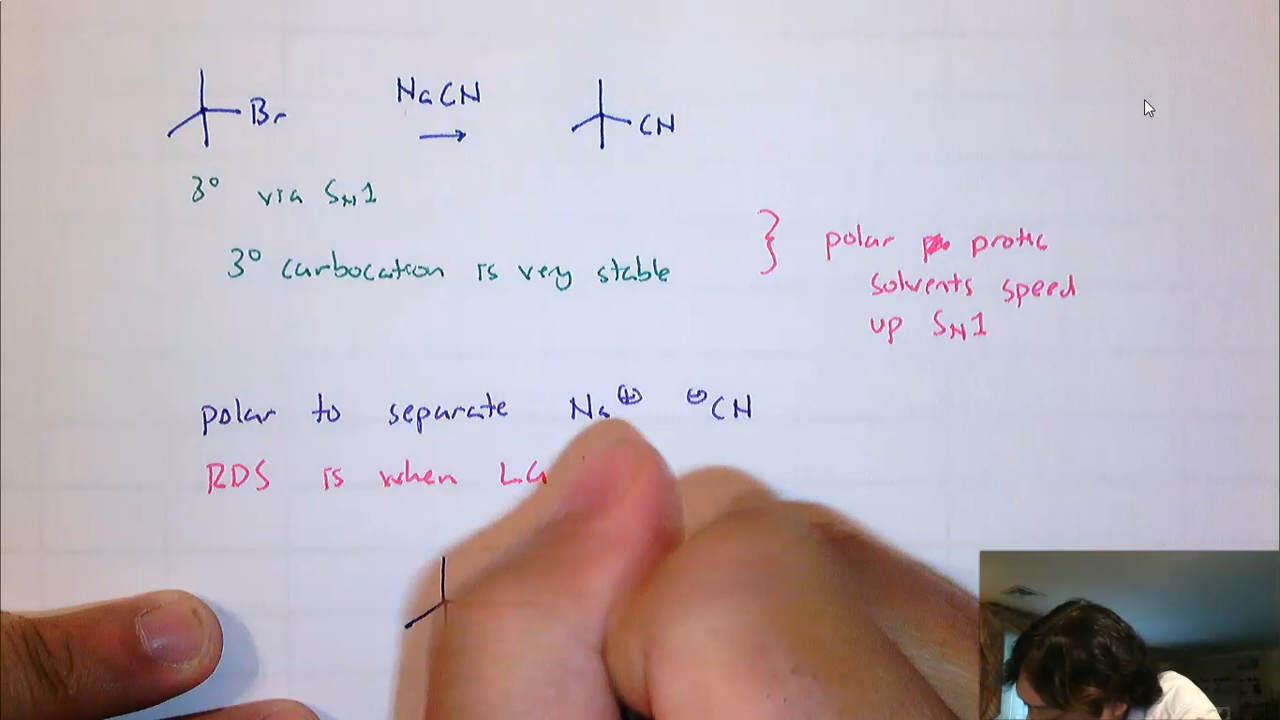 Br NaCN → CN
3° via SN1
3° carbocation is very stable
} polar protic
solvents speed
up SN1
polar to separate Na⊕ ⊖CN
RDS is when LG